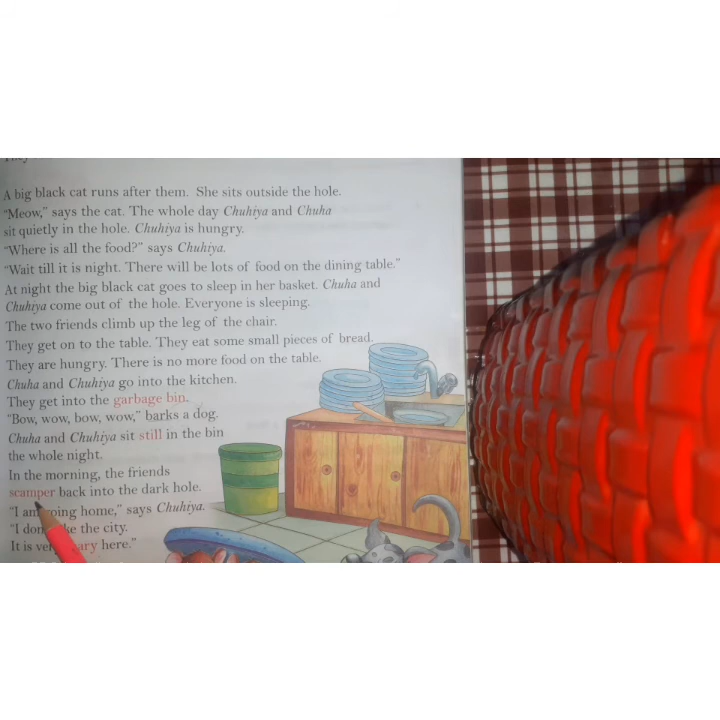 A big black cat runs after them. She sits outside the hole.
"Meow," says the cat. The whole day Chuhiya and Chuha
sit quietly in the hole. Chuhiya is hungry.
"Where is all the food?" says Chuhiya.
"Wait till it is night. There will be lots of food on the dining table."
At night the big black cat goes to sleep in her basket. Chuha and
Chuhiya come out of the hole. Everyone is sleeping.
The two friends climb up the leg of the chair.
They get on to the table. They eat some small pieces of bread.
They are hungry. There is no more food on the table.
Chuha and Chuhiya go into the kitchen.
They get into the garbage bin.
"Bow, wow, bow, wow," barks a dog.
Chuha and Chuhiya sit still in the bin
the whole night.
In the morning, the friends
scamper back into the dark hole.
"I am home," says Chuhiya.
"I the city.
It is here."